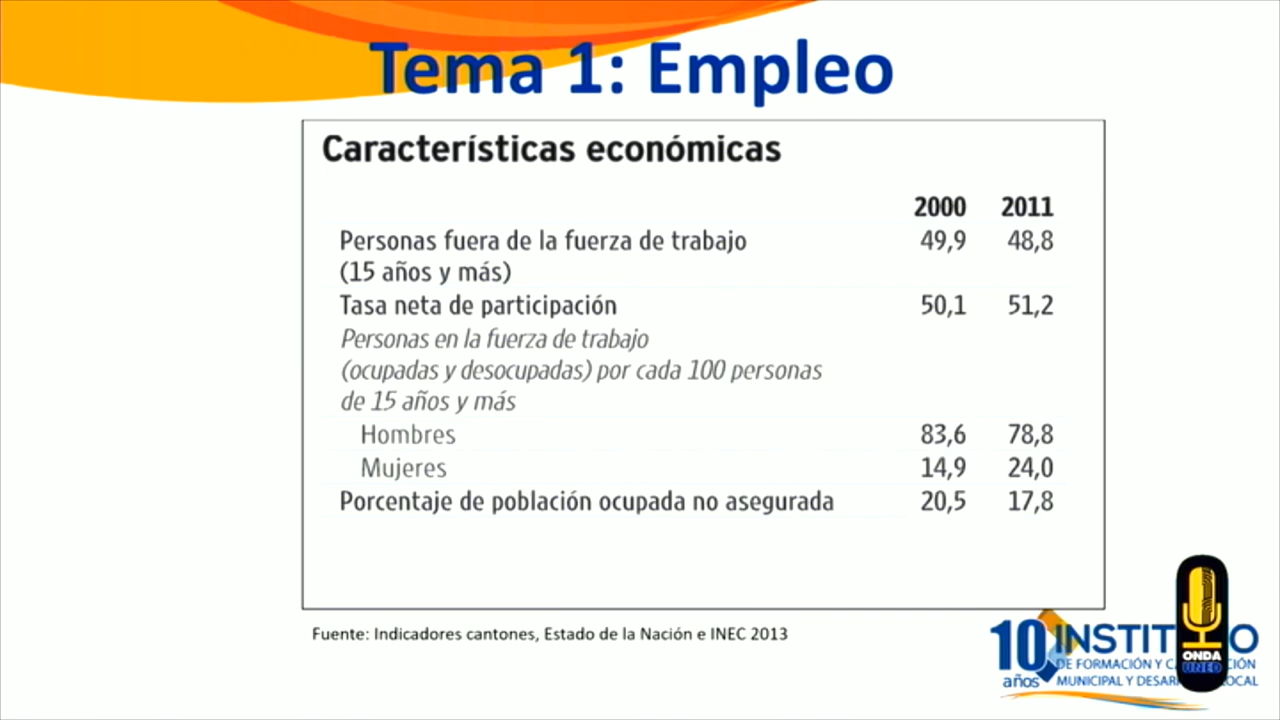 Tema 1: Empleo
Características económicas
2000 2011
Personas fuera de la fuerza de trabajo 49,9 48,8
(15 años y más)
Tasa neta de participación 50,1 51,2
Personas en la fuerza de trabajo
(ocupadas y desocupadas) por cada 100 personas
de 15 años y más
Hombres 83,6 78,8
Mujeres 14,9 24,0
Porcentaje de población ocupada no asegurada 20,5 17,8
Fuente: Indicadores cantones, Estado de la Nación e INEC 2013
10 años
DE FORMACIÓN Y
MUNICIPAL Y
ONDA
UNED